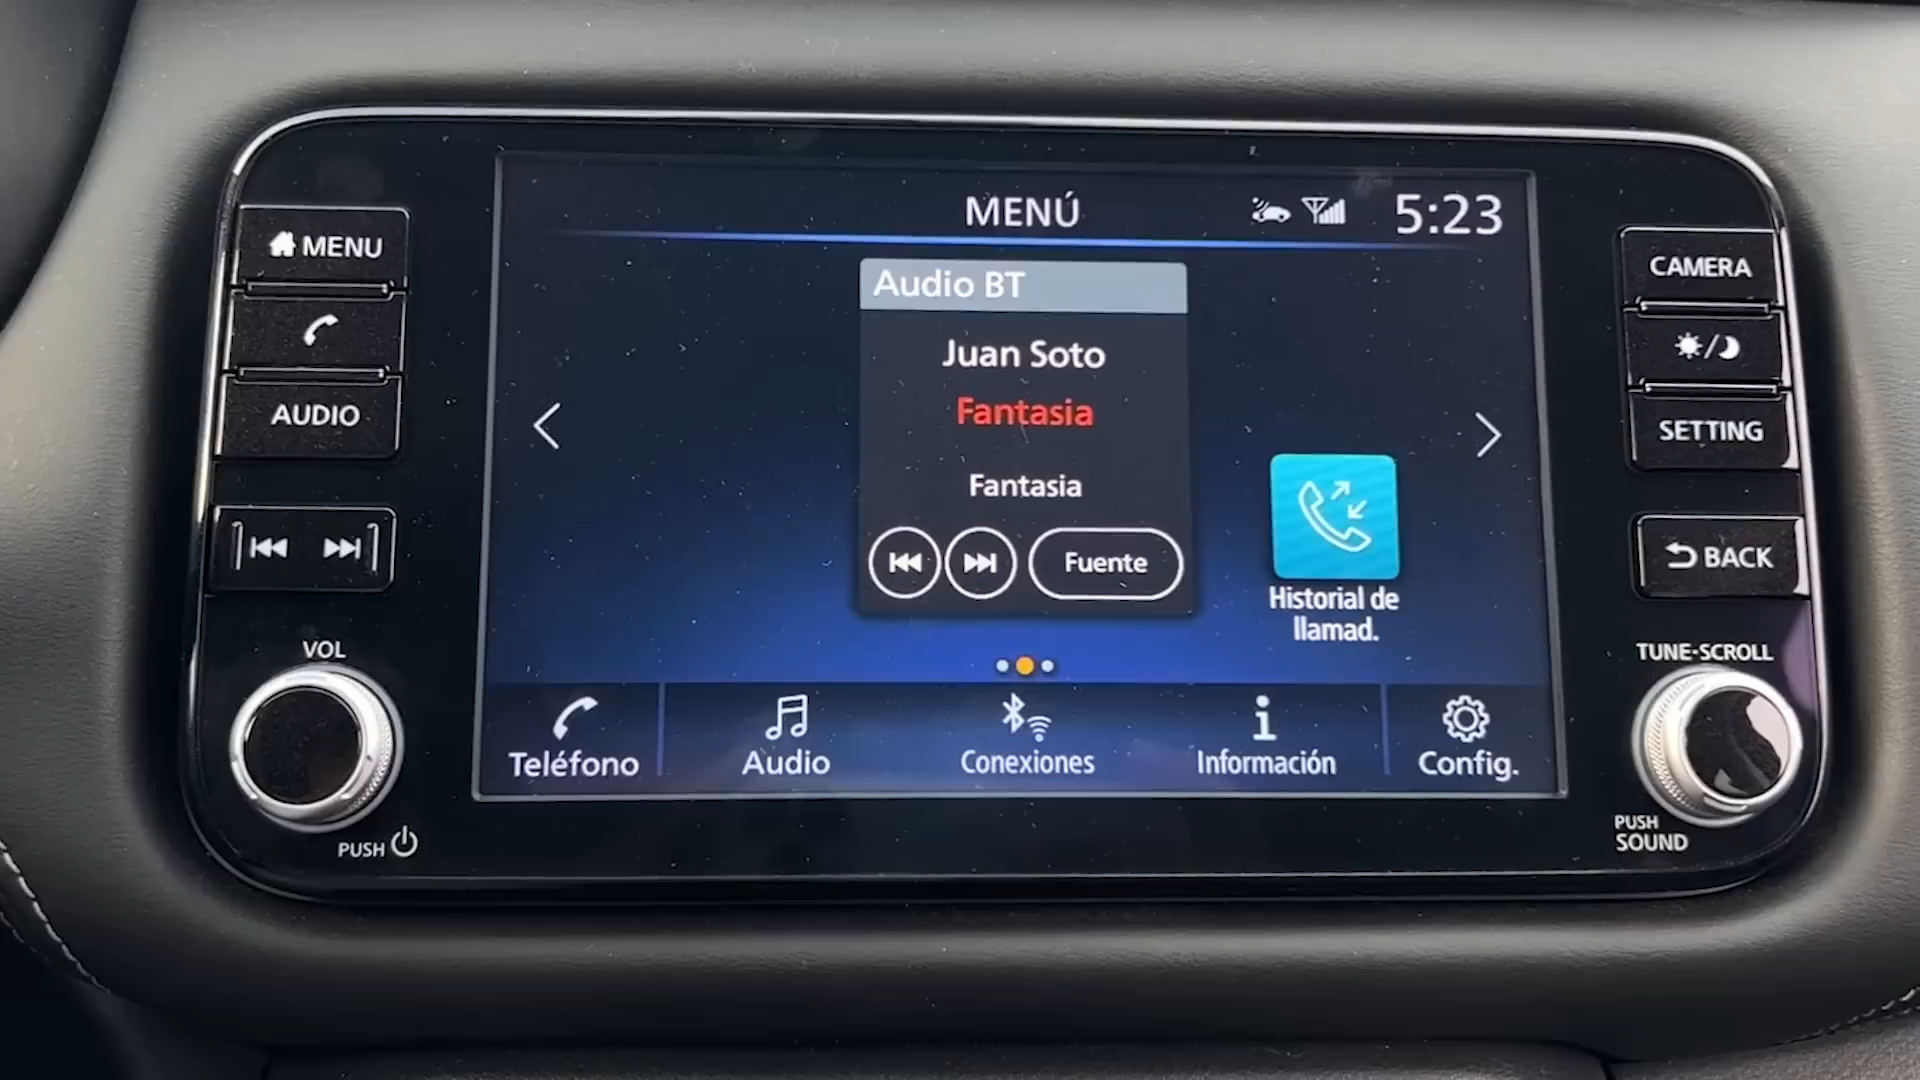 MENÚ
5:23
MENU
AUDIO
VOL
PUSH
Audio BT
Juan Soto
Fantasia
Fantasia
Fuente
Historial de
llamad.
Teléfono
Audio
Conexiones
Información
Config.
CAMERA
SETTING
BACK
TUNE·SCROLL
PUSH
SOUND